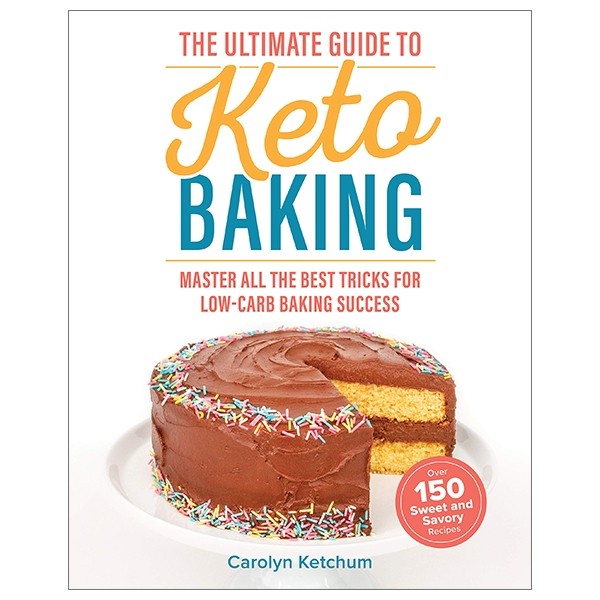 THE ULTIMATE GUIDE TO
Keto
BAKING
MASTER ALL THE BEST TRICKS FOR
LOW-CARB BAKING SUCCESS
Over
150
Sweet and
Savory
Recipes
Carolyn Ketchum